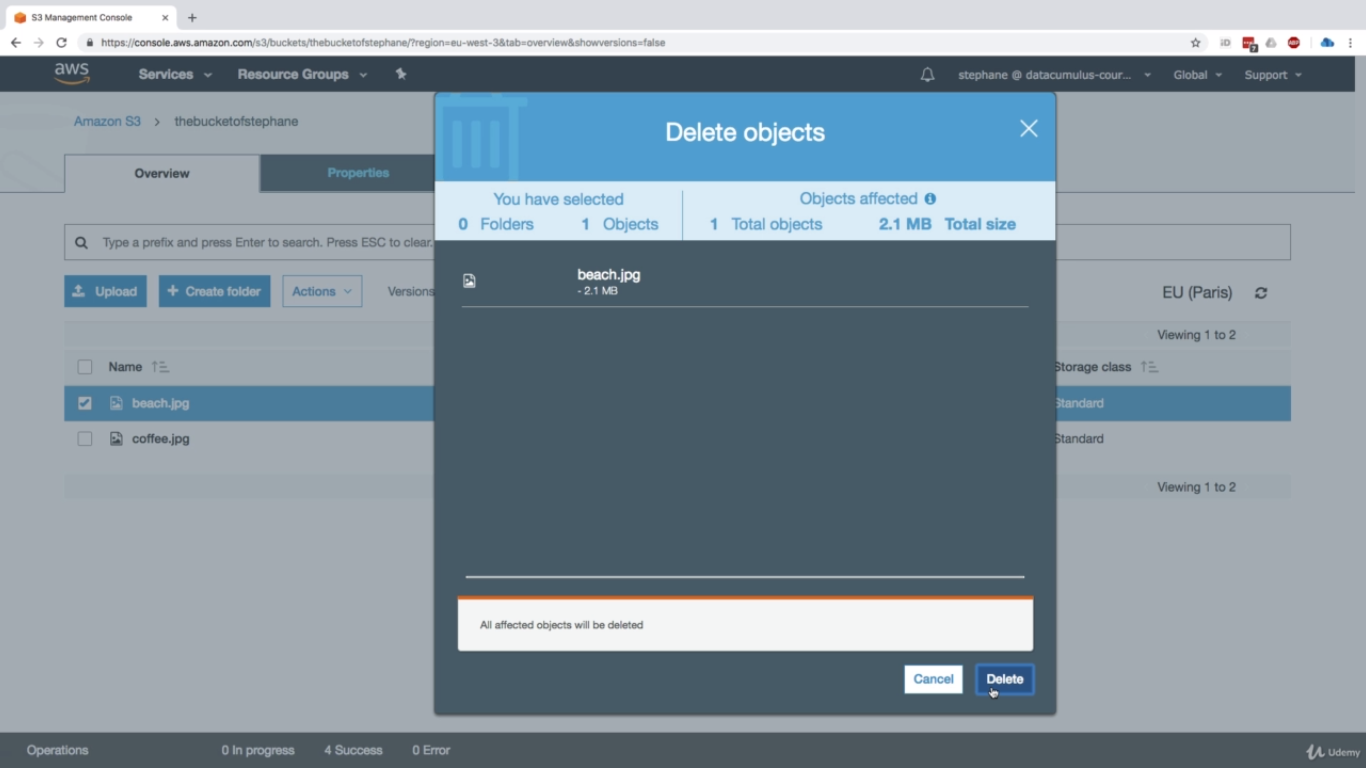 S3 Management Console
https://console.aws.amazon.com/s3/buckets/thebucketofstephane/?region=eu-west-3&tab=overview&showversions=false
aws Services Resource Groups stephane @ datacumulus-cour... Global Support
Amazon S3 > thebucketofstephane
Overview Properties
Type a prefix and press Enter to search. Press ESC to clear.
Upload + Create folder Actions Versions EU (Paris)
Viewing 1 to 2
Name Storage class
beach.jpg Standard
coffee.jpg Standard
Viewing 1 to 2
Delete objects
You have selected Objects affected
0 Folders 1 Objects 1 Total objects 2.1 MB Total size
beach.jpg
- 2.1 MB
All affected objects will be deleted
Cancel Delete
Operations 0 In progress 4 Success 0 Error
Udemy